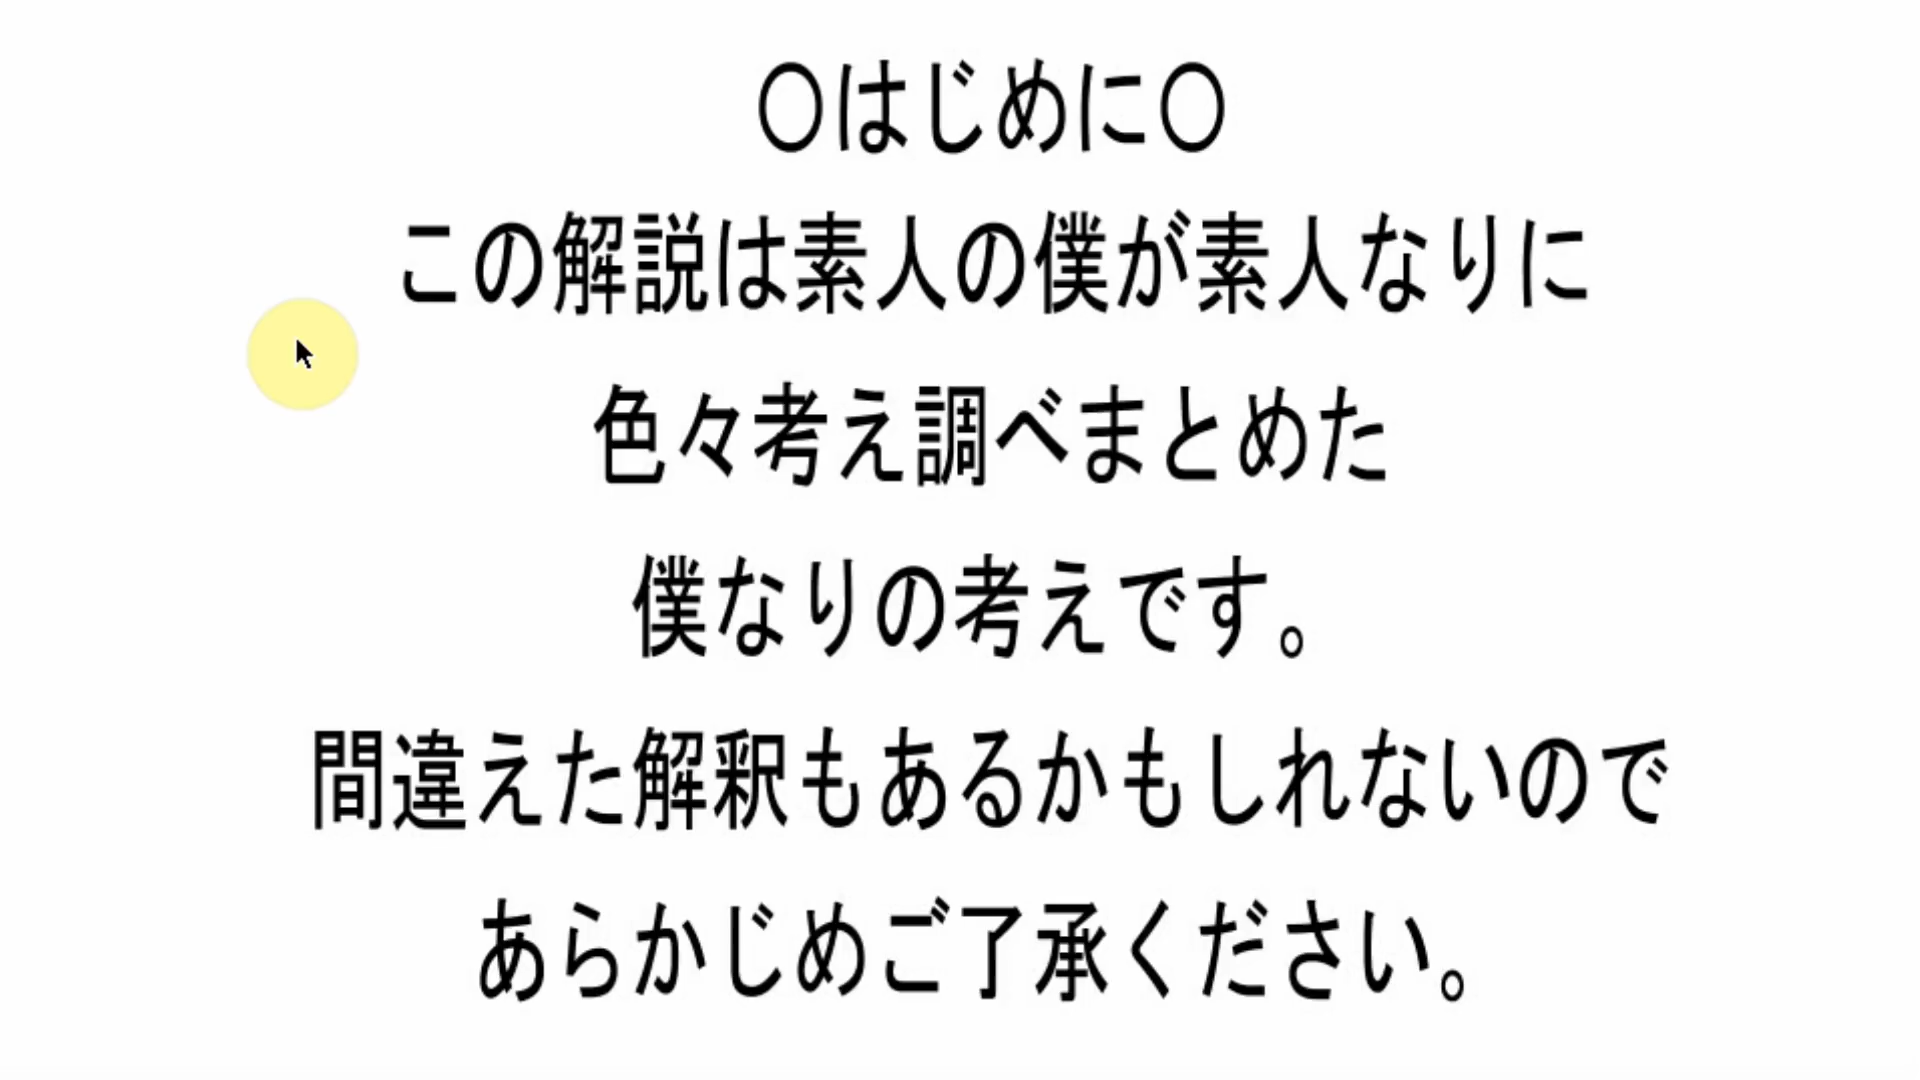 〇はじめに〇
この解説は素人の僕が素人なりに
色々考え調べまとめた
僕なりの考えです。
間違えた解釈もあるかもしれないので
あらかじめご了承ください。